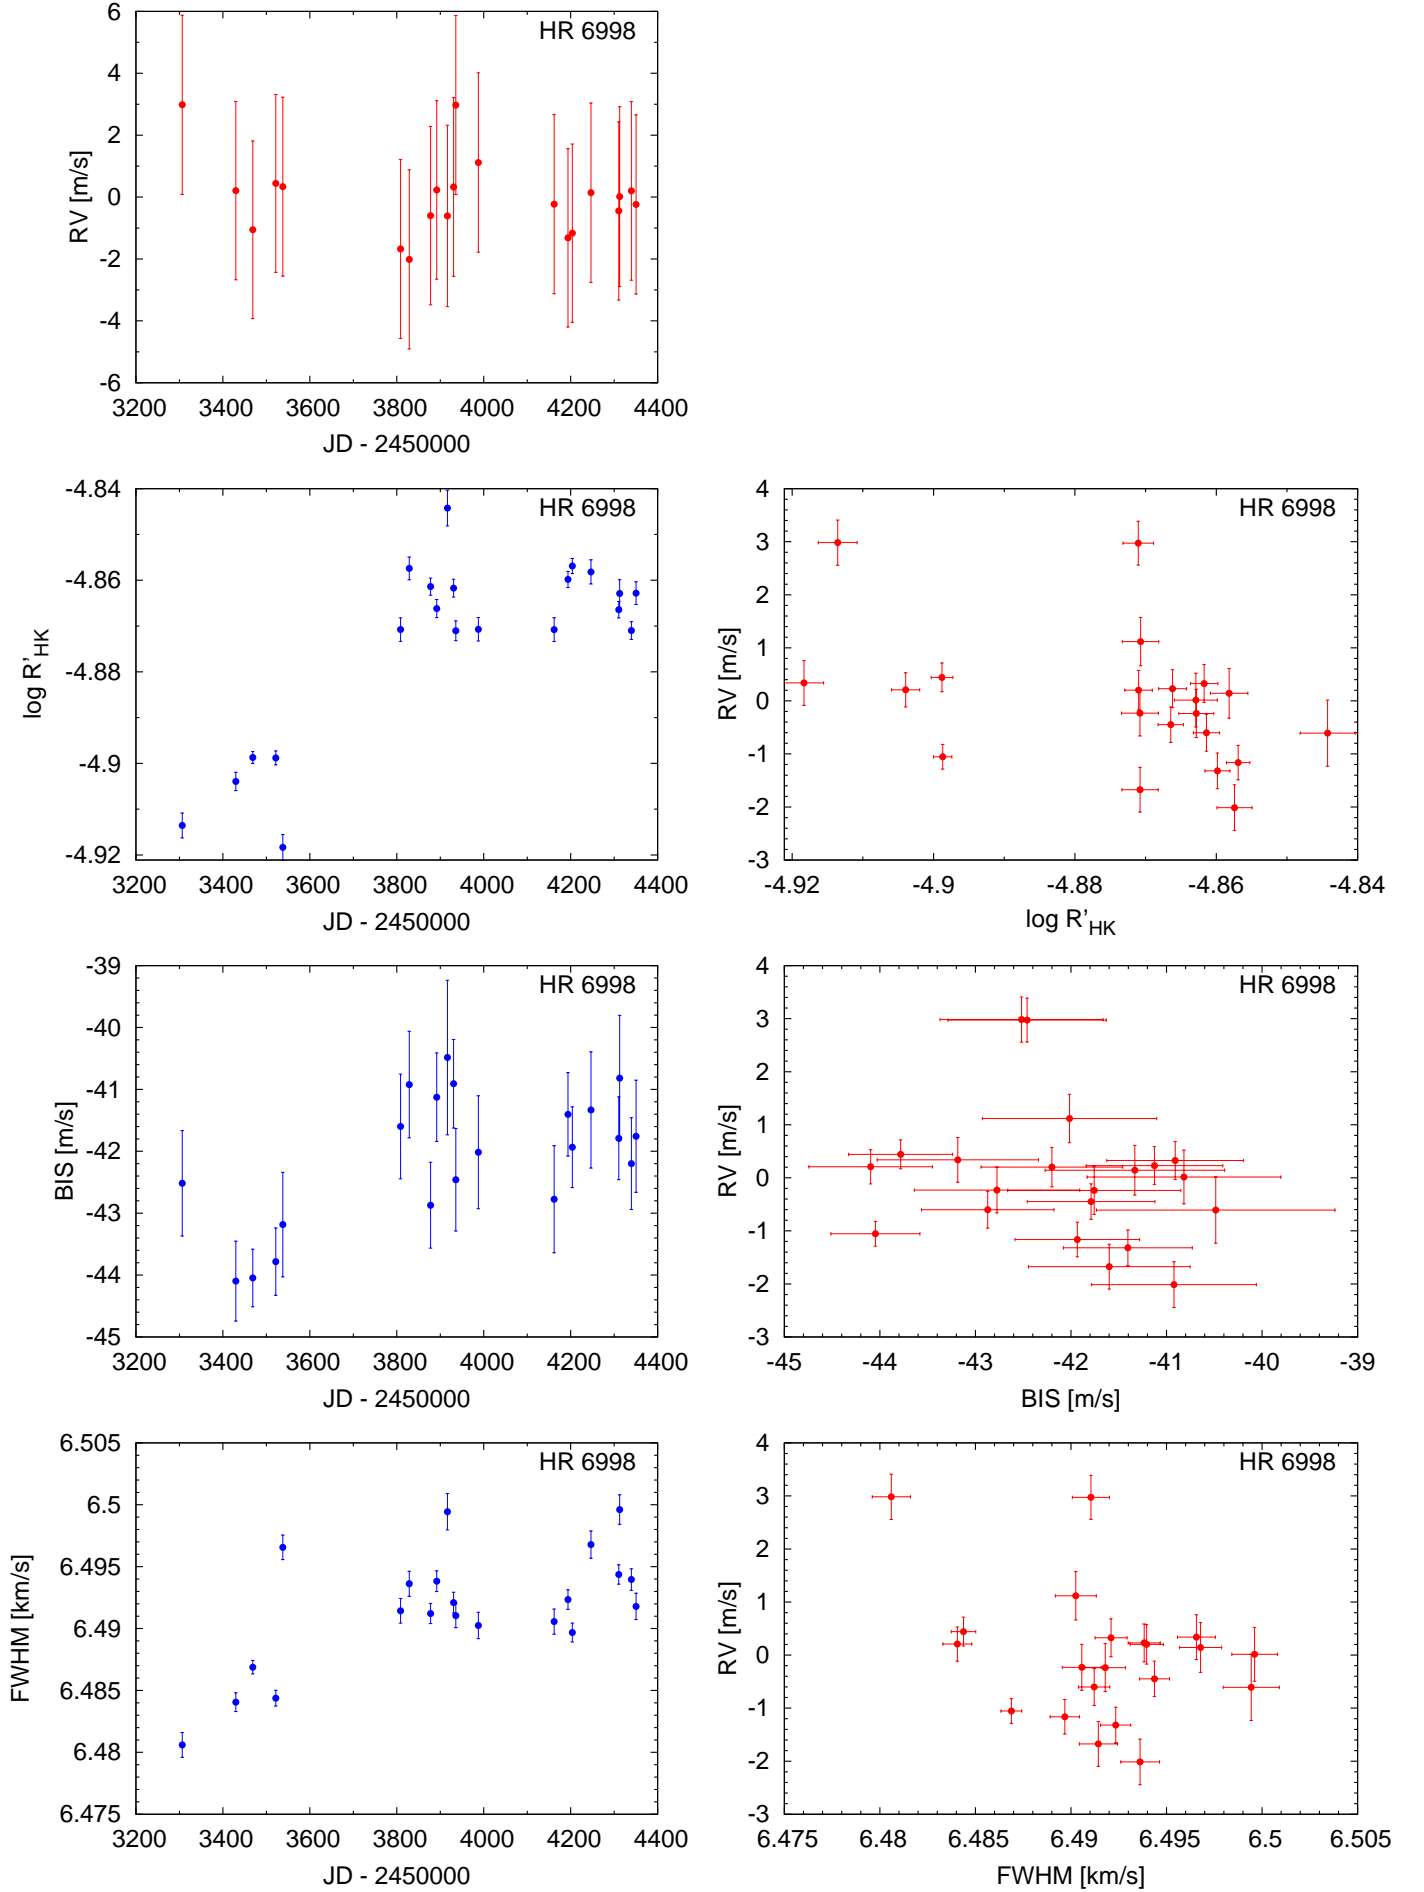 HR 6998
6
4
2
0
-2
-4
-6
RV [m/s]
3200 3400 3600 3800 4000 4200 4400
JD - 2450000
HR 6998
-4.84
-4.86
-4.88
-4.9
-4.92
log R'HK
3200 3400 3600 3800 4000 4200 4400
JD - 2450000
HR 6998
4
3
2
1
0
-1
-2
-3
RV [m/s]
-4.92 -4.9 -4.88 -4.86 -4.84
log R'HK
HR 6998
-39
-40
-41
-42
-43
-44
-45
BIS [m/s]
3200 3400 3600 3800 4000 4200 4400
JD - 2450000
HR 6998
4
3
2
1
0
-1
-2
-3
RV [m/s]
-45 -44 -43 -42 -41 -40 -39
BIS [m/s]
HR 6998
6.505
6.5
6.495
6.49
6.485
6.48
6.475
FWHM [km/s]
3200 3400 3600 3800 4000 4200 4400
JD - 2450000
HR 6998
4
3
2
1
0
-1
-2
-3
RV [m/s]
6.475 6.48 6.485 6.49 6.495 6.5 6.505
FWHM [km/s]